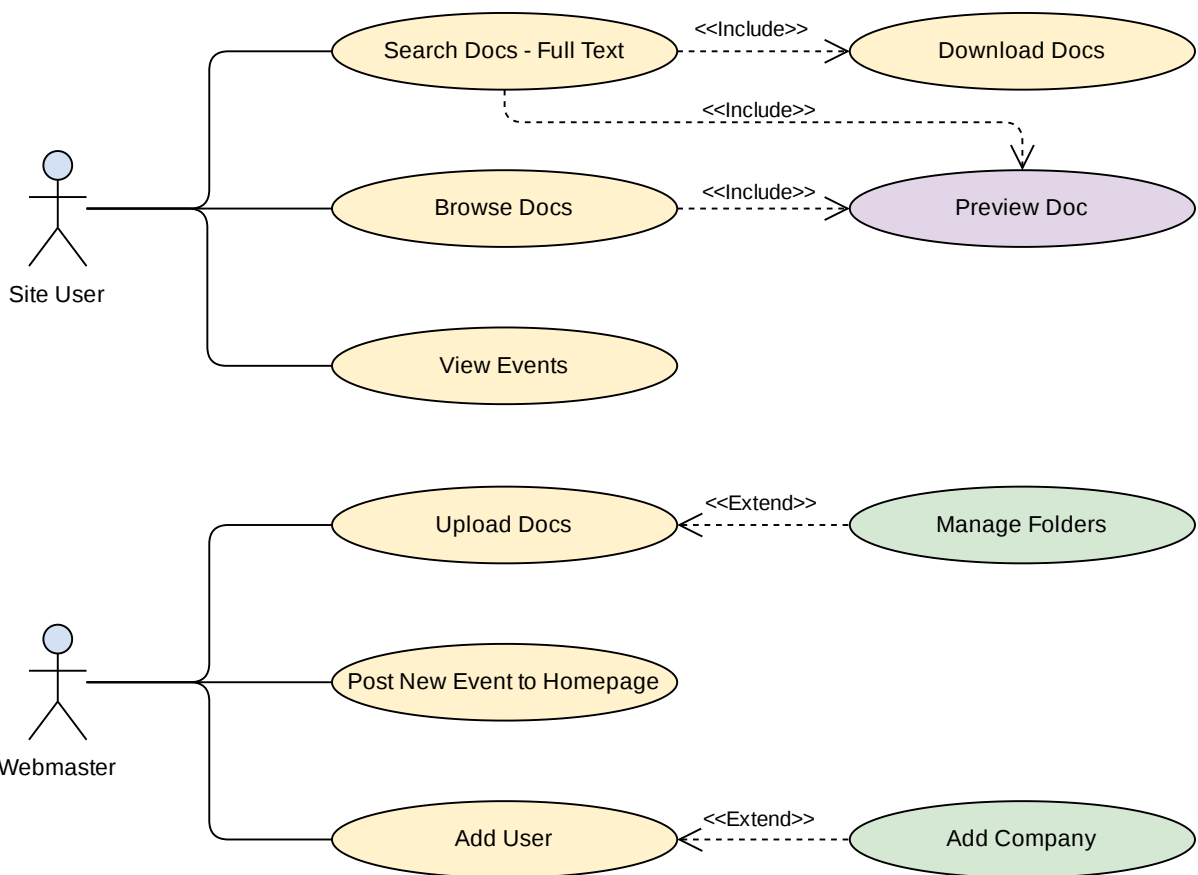 Search Docs - Full Text
<<Include>>
Download Docs
<<Include>>
Browse Docs
<<Include>>
Preview Doc
Site User
View Events
Upload Docs
<<Extend>>
Manage Folders
Post New Event to Homepage
Webmaster
Add User
<<Extend>>
Add Company